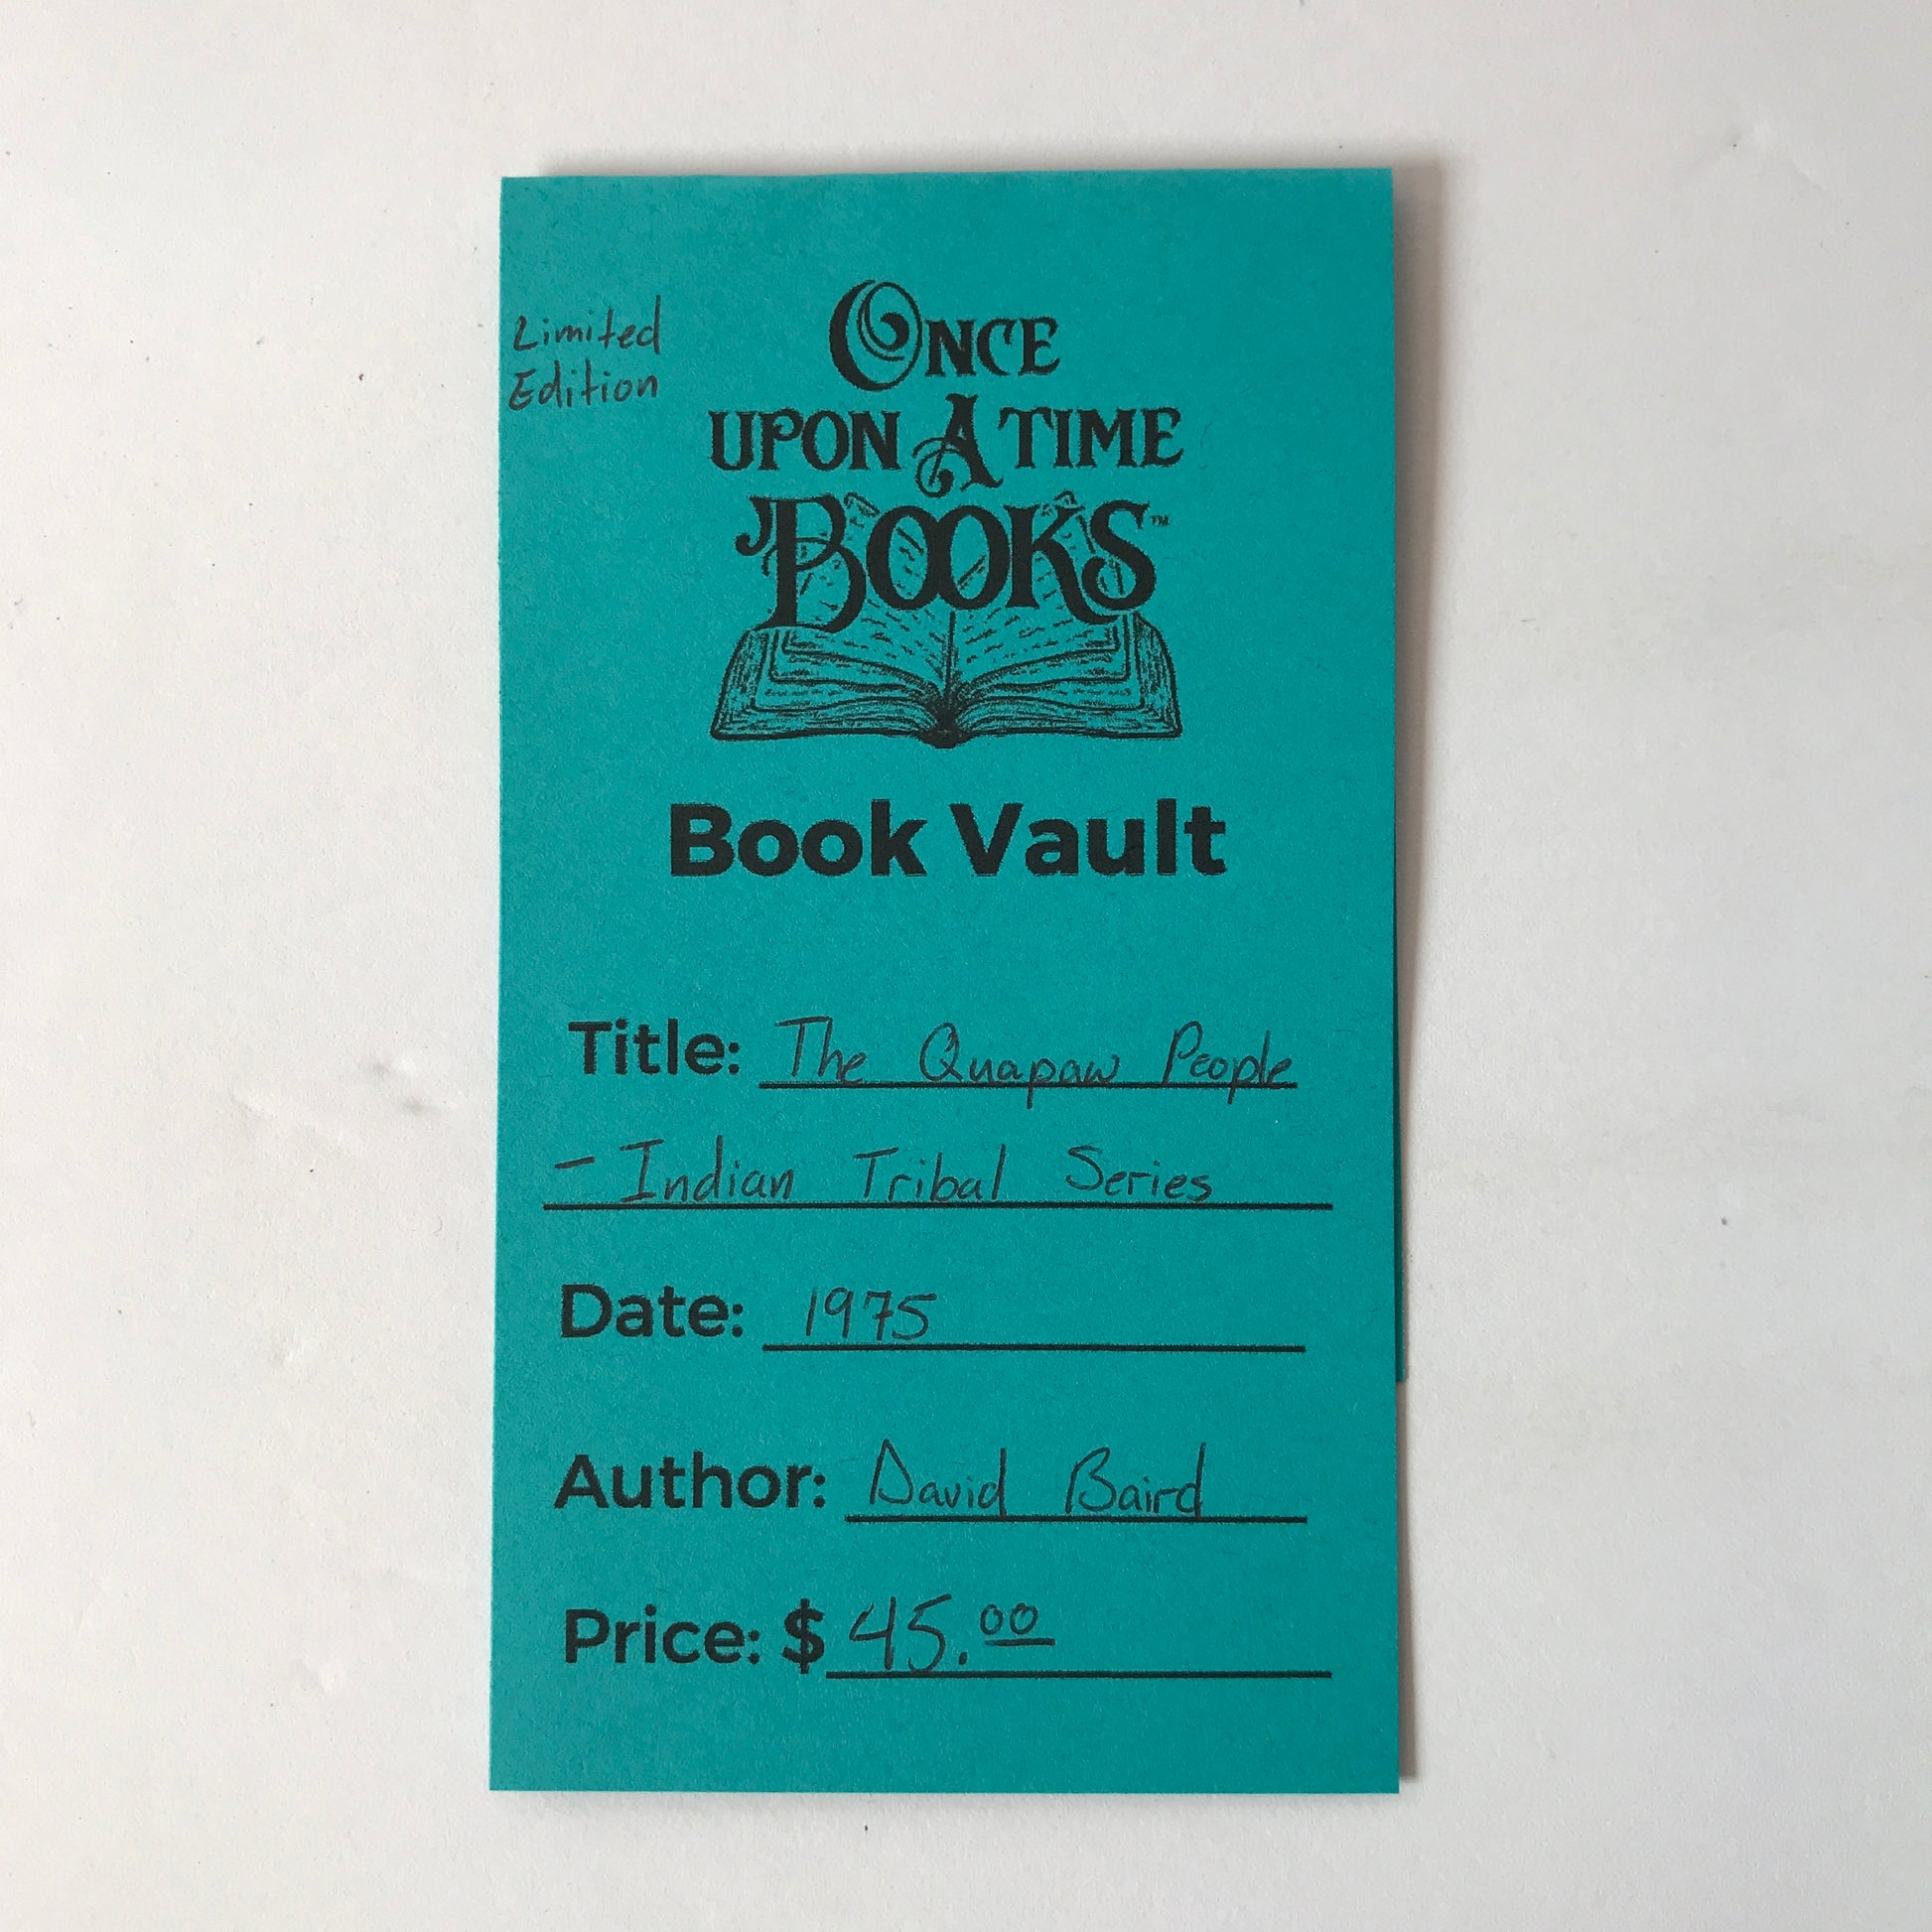 Limited
Edition
ONCE
UPON A TIME
BOOKS™
Book Vault
Title: The Quapaw People
- Indian Tribal Series
Date: 1975
Author: David Baird
Price: $45.00